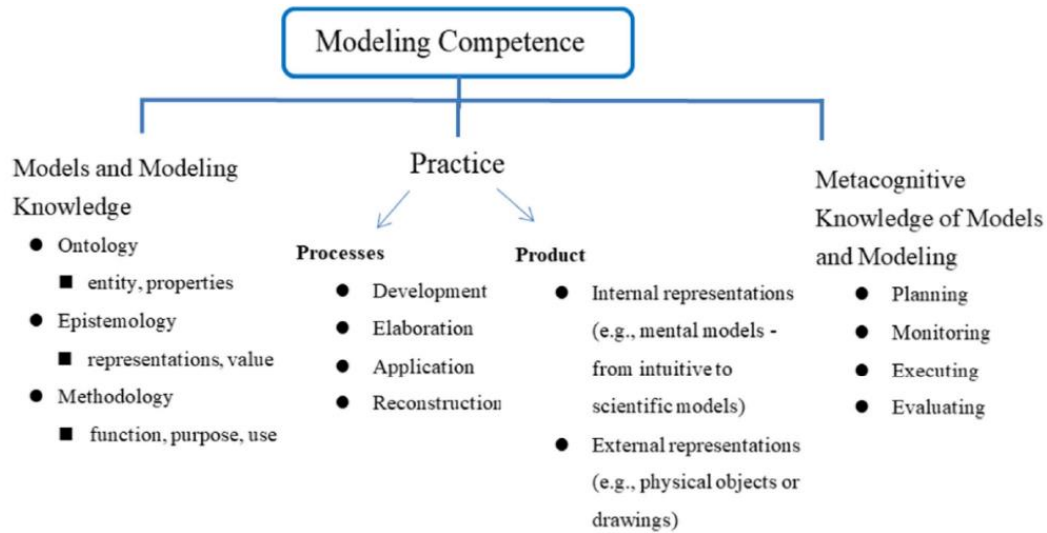 Modeling Competence
Models and Modeling
Knowledge
● Ontology
■ entity, properties
● Epistemology
■ representations, value
● Methodology
■ function, purpose, use
Practice
Processes
● Development
● Elaboration
● Application
● Reconstruction
Product
● Internal representations
(e.g., mental models -
from intuitive to
scientific models)
● External representations
(e.g., physical objects or
drawings)
Metacognitive
Knowledge of Models
and Modeling
● Planning
● Monitoring
● Executing
● Evaluating